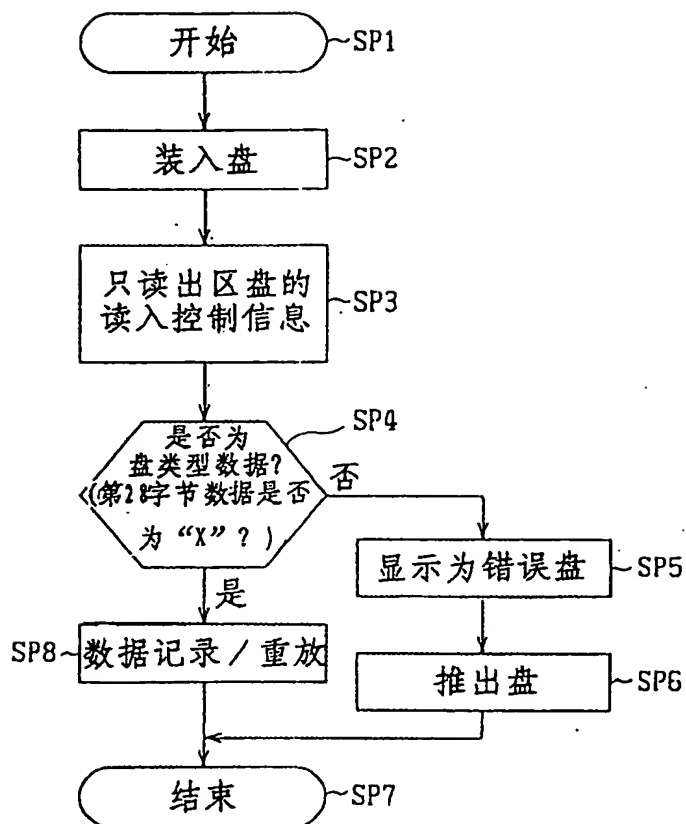 开始
SP1
装入盘
SP2
只读出区盘的
读入控制信息
SP3
SP4
是否为
盘类型数据?
(第28字节数据是否
为“X”?)
否
是
显示为错误盘
SP5
SP8
数据记录/重放
推出盘
SP6
结束
SP7